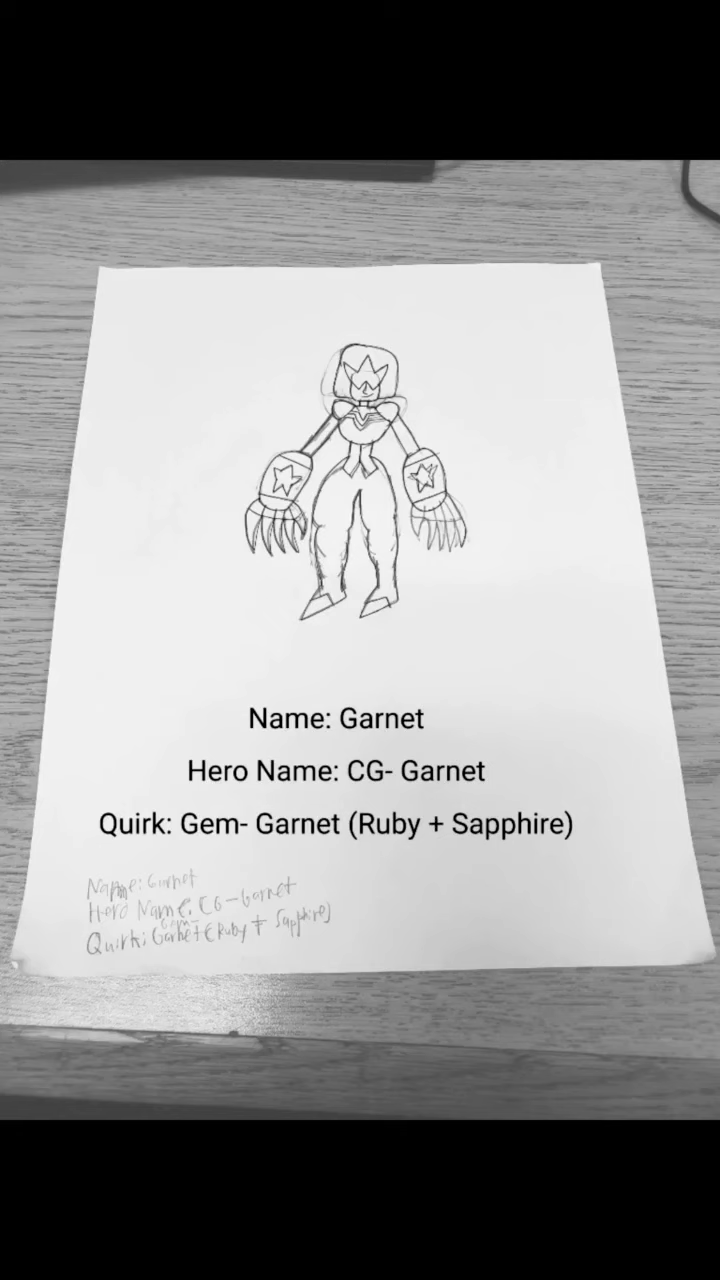 Name: Garnet
Hero Name: CG- Garnet
Quirk: Gem- Garnet (Ruby + Sapphire)
Name: Garnet
Hero Name: CG-Garnet
Gem-
Quirk: Garnet (Ruby + Sapphire)